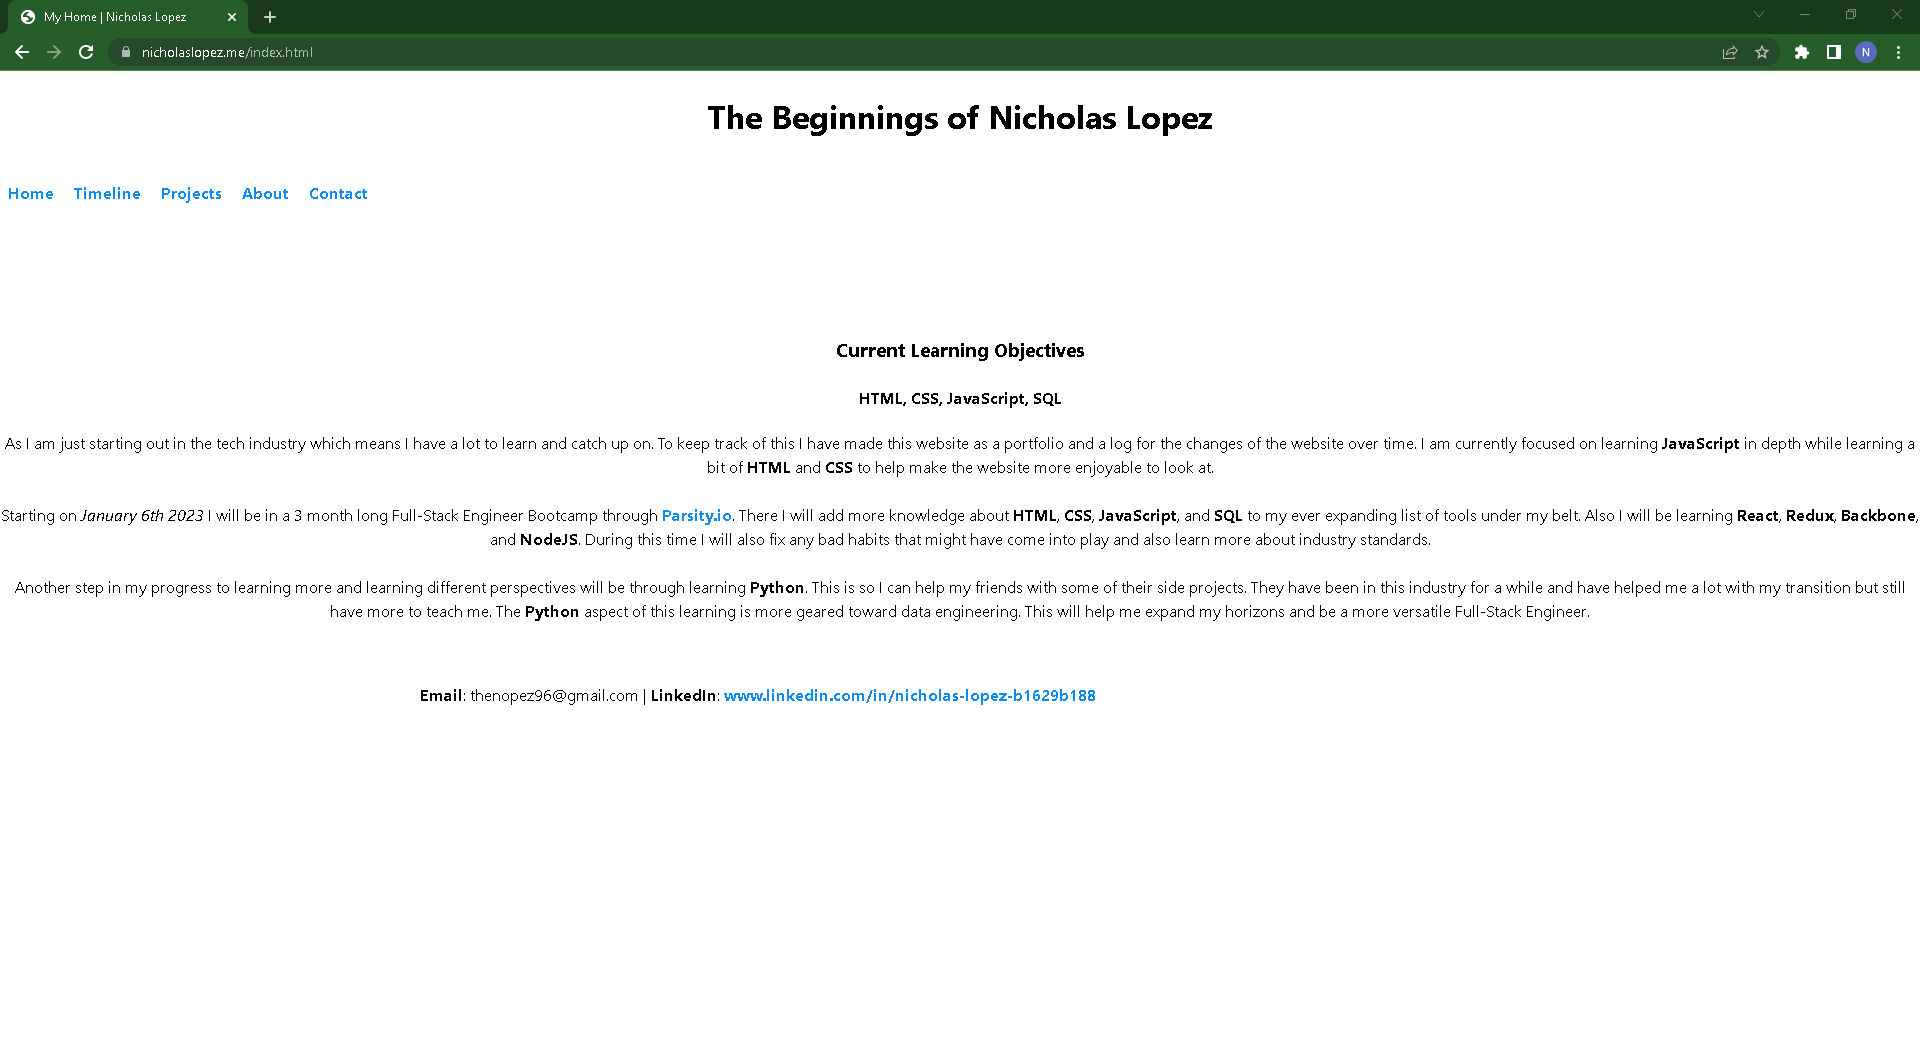 My Home | Nicholas Lopez
nicholaslopez.me/index.html
N
The Beginnings of Nicholas Lopez
Home Timeline Projects About Contact
Current Learning Objectives
HTML, CSS, JavaScript, SQL
As I am just starting out in the tech industry which means I have a lot to learn and catch up on. To keep track of this I have made this website as a portfolio and a log for the changes of the website over time. I am currently focused on learning JavaScript in depth while learning a
bit of HTML and CSS to help make the website more enjoyable to look at.
Starting on January 6th 2023 I will be in a 3 month long Full-Stack Engineer Bootcamp through Parsity.io. There I will add more knowledge about HTML, CSS, JavaScript, and SQL to my ever expanding list of tools under my belt. Also I will be learning React, Redux, Backbone,
and NodeJS. During this time I will also fix any bad habits that might have come into play and also learn more about industry standards.
Another step in my progress to learning more and learning different perspectives will be through learning Python. This is so I can help my friends with some of their side projects. They have been in this industry for a while and have helped me a lot with my transition but still
have more to teach me. The Python aspect of this learning is more geared toward data engineering. This will help me expand my horizons and be a more versatile Full-Stack Engineer.
Email: thenopez96@gmail.com | LinkedIn: www.linkedin.com/in/nicholas-lopez-b1629b188